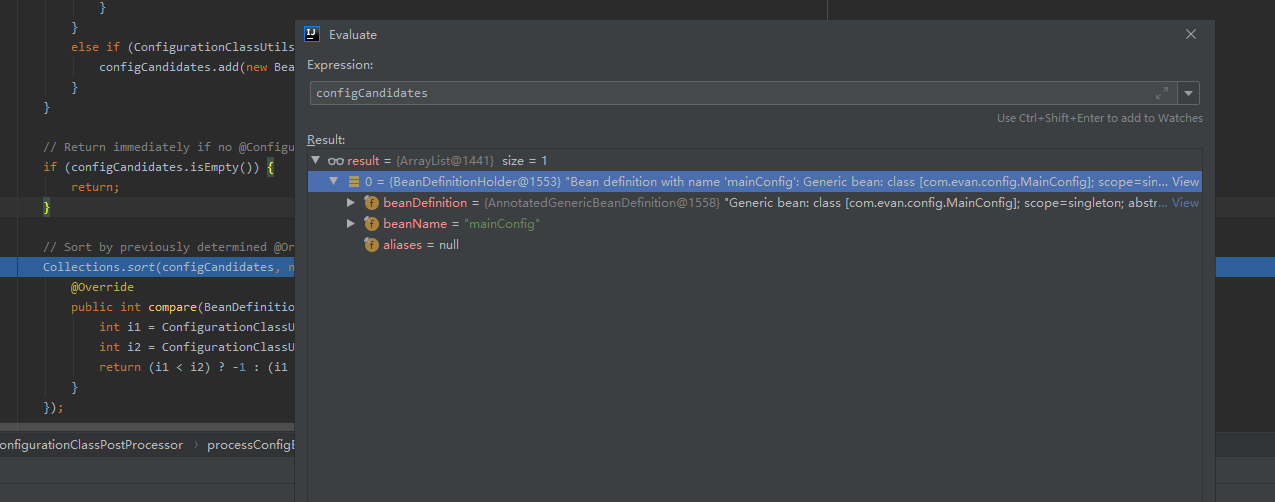 }
}
else if (ConfigurationClassUtils
configCandidates.add(new Bea
}
}
// Return immediately if no @Configu
if (configCandidates.isEmpty()) {
return;
}
// Sort by previously determined @Or
Collections.sort(configCandidates, n
@Override
public int compare(BeanDefinitio
int i1 = ConfigurationClassU
int i2 = ConfigurationClassU
return (i1 < i2) ? -1 : (i1
}
});
onfigurationClassPostProcessor › processConfigB
Evaluate
Expression:
configCandidates
Use Ctrl+Shift+Enter to add to Watches
Result:
result = {ArrayList@1441} size = 1
0 = {BeanDefinitionHolder@1553} "Bean definition with name 'mainConfig': Generic bean: class [com.evan.config.MainConfig]; scope=sin... View
beanDefinition = {AnnotatedGenericBeanDefinition@1558} "Generic bean: class [com.evan.config.MainConfig]; scope=singleton; abstr... View
beanName = "mainConfig"
aliases = null